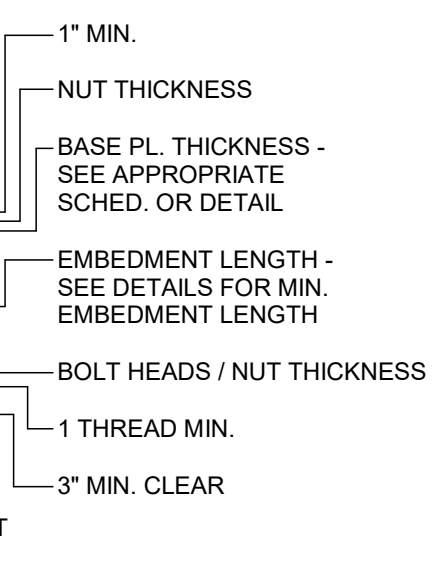 1" MIN.
NUT THICKNESS
BASE PL. THICKNESS -
SEE APPROPRIATE
SCHED. OR DETAIL
EMBEDMENT LENGTH -
SEE DETAILS FOR MIN.
EMBEDMENT LENGTH
BOLT HEADS / NUT THICKNESS
1 THREAD MIN.
3" MIN. CLEAR
T